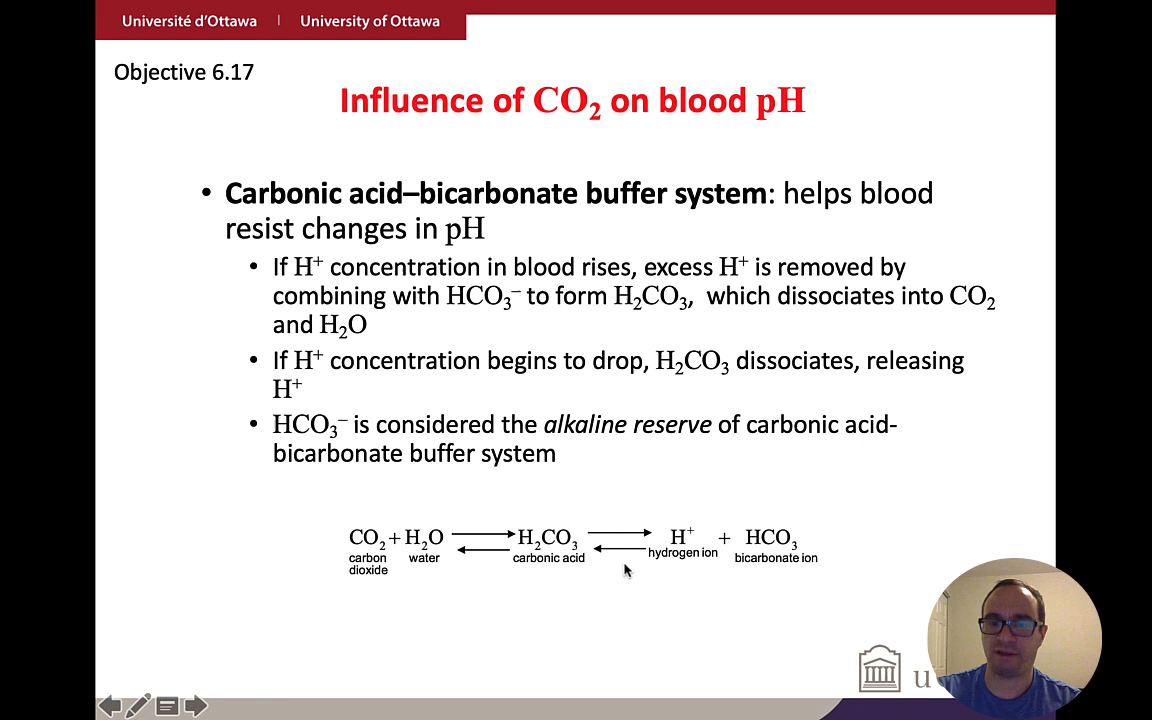 Université d'Ottawa | University of Ottawa
Objective 6.17
Influence of CO₂ on blood pH
• Carbonic acid–bicarbonate buffer system: helps blood
resist changes in pH
• If H⁺ concentration in blood rises, excess H⁺ is removed by
combining with HCO₃⁻ to form H₂CO₃, which dissociates into CO₂
and H₂O
• If H⁺ concentration begins to drop, H₂CO₃ dissociates, releasing
H⁺
• HCO₃⁻ is considered the alkaline reserve of carbonic acid-
bicarbonate buffer system
CO₂ + H₂O ⇄ H₂CO₃ ⇄ H⁺ + HCO₃
carbon water carbonic acid hydrogen ion bicarbonate ion
dioxide